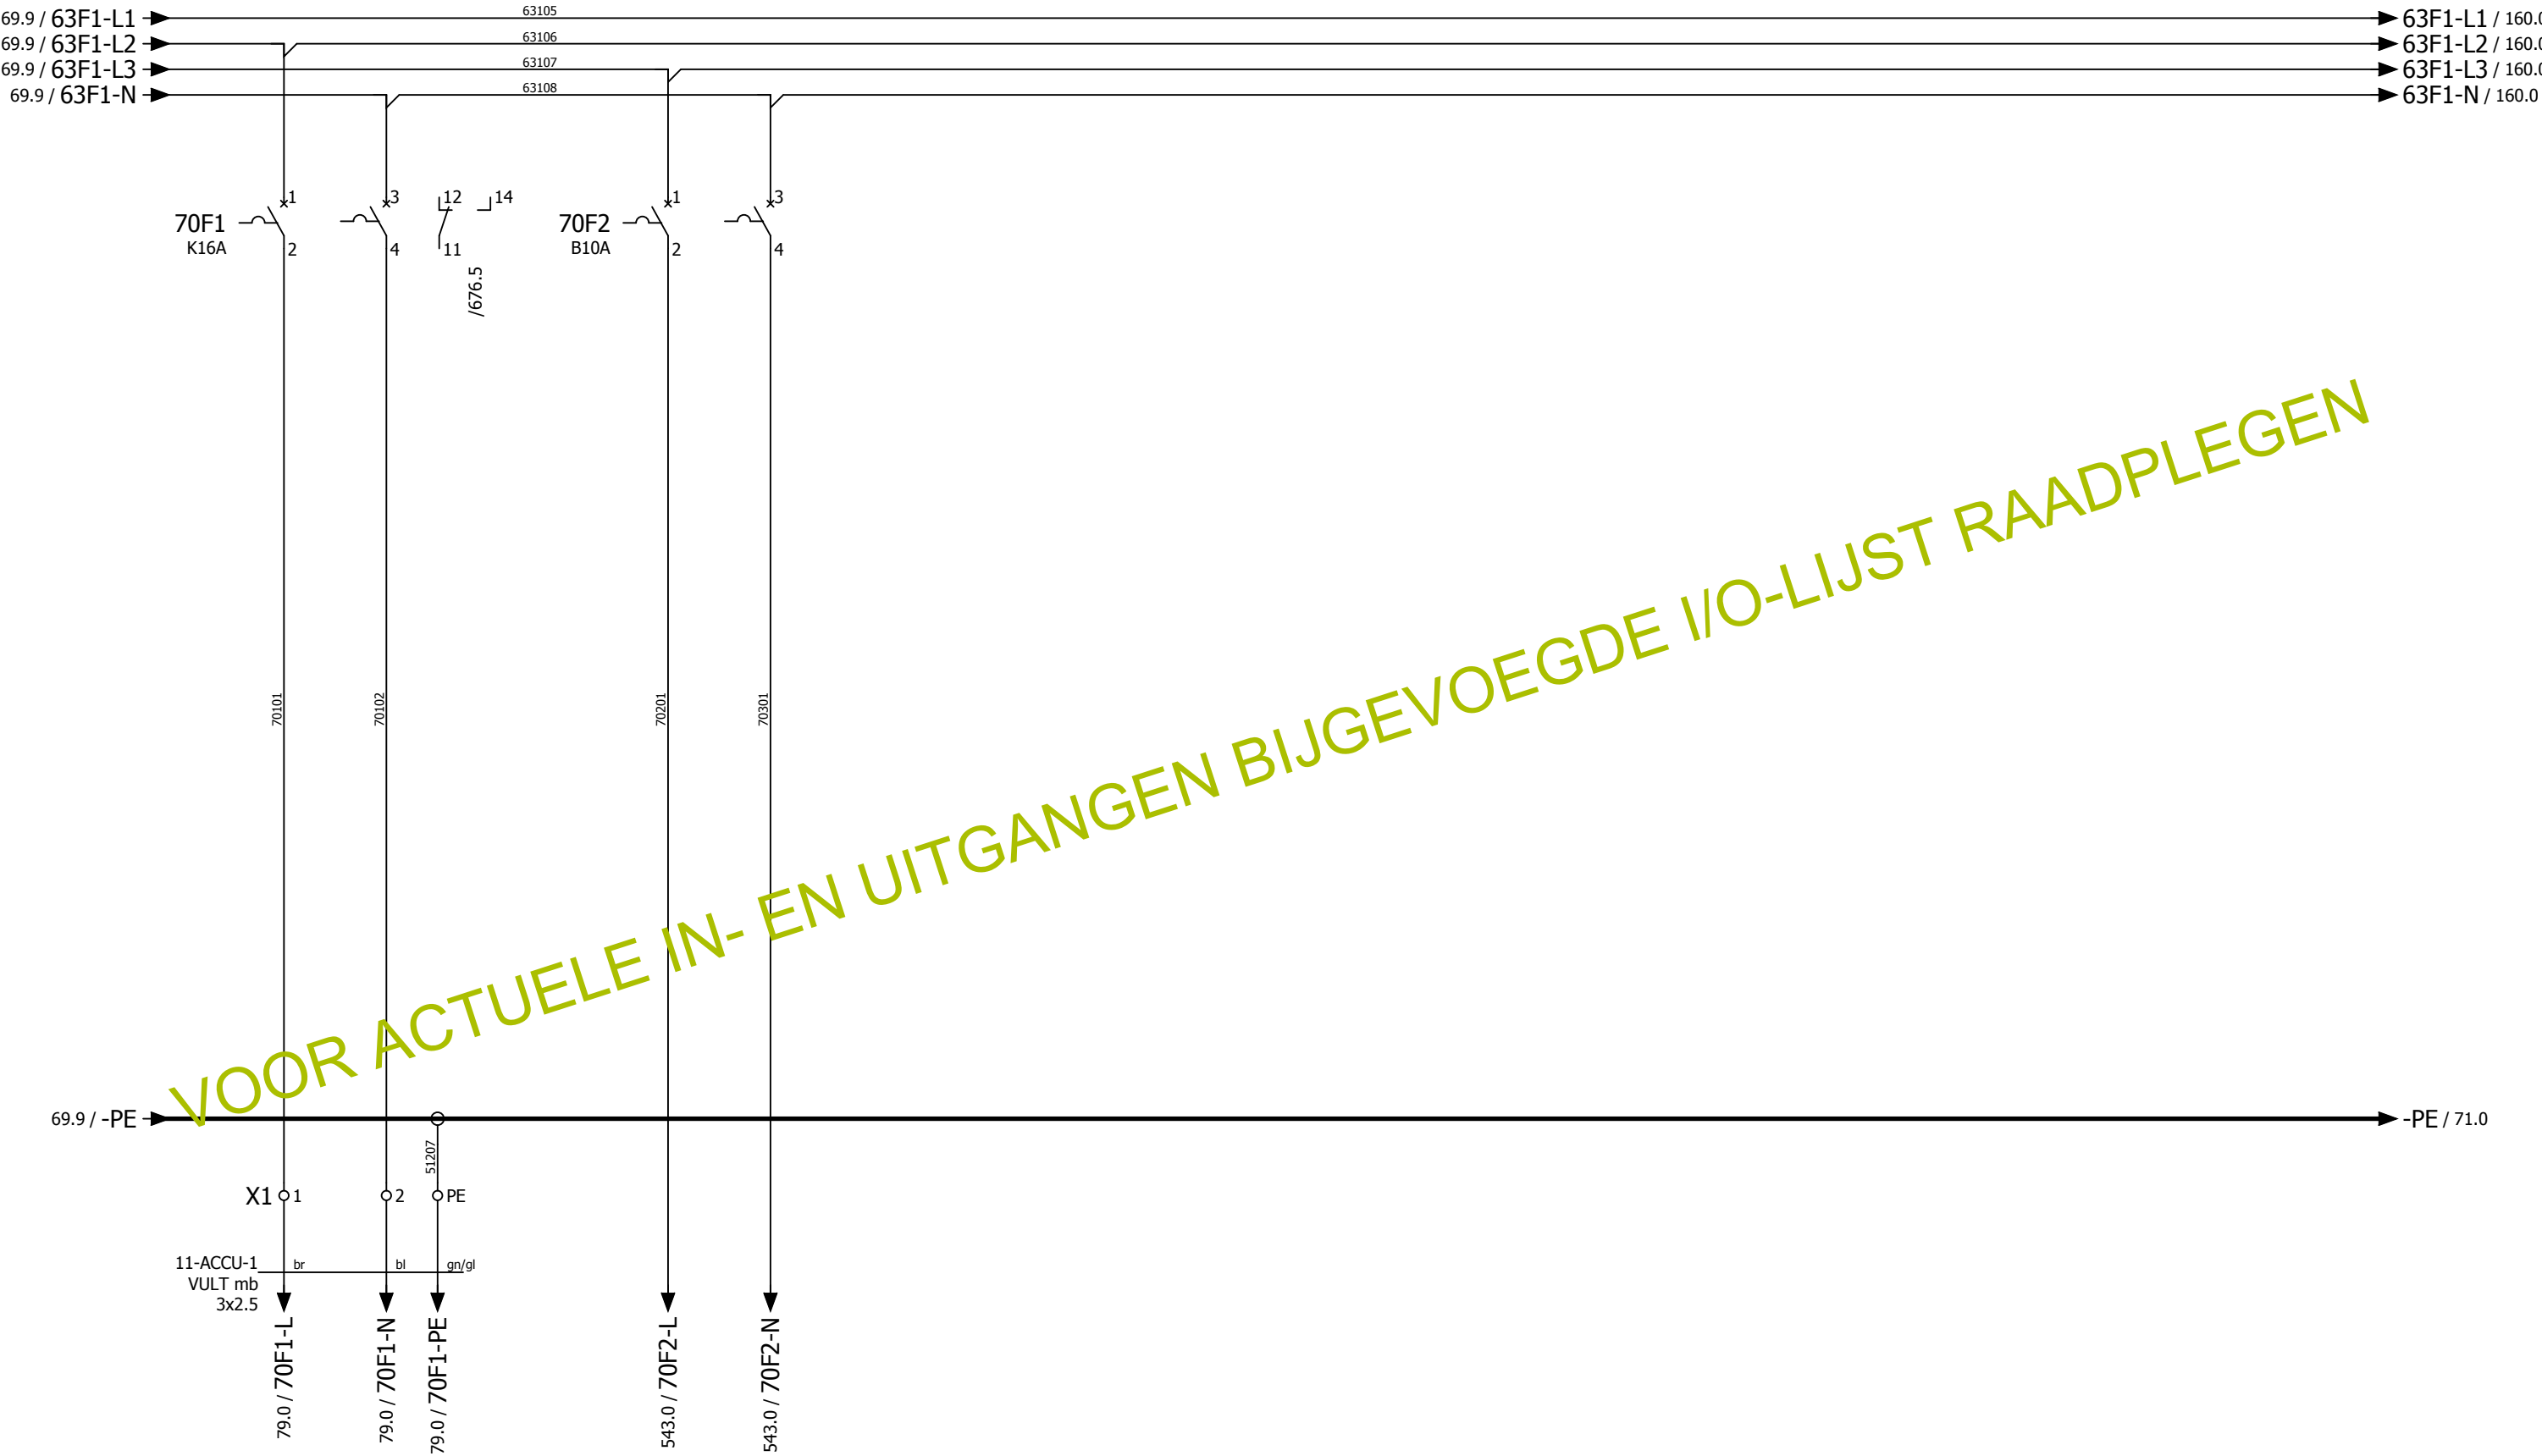 69.9 / 63F1-L1
63105
63F1-L1 / 160.0
69.9 / 63F1-L2
63106
63F1-L2 / 160.0
69.9 / 63F1-L3
63107
63F1-L3 / 160.0
69.9 / 63F1-N
63108
63F1-N / 160.0
1
3
12
14
1
3
70F1
K16A
70F2
B10A
2
4
11
2
4
/676.5
70101
70102
70201
70301
VOOR ACTUELE IN- EN UITGANGEN BIJGEVOEGDE I/O-LIJST RAADPLEGEN
69.9 / -PE
-PE / 71.0
51207
X1
1
2
PE
11-ACCU-1
VULT mb
3x2.5
br
bl
gn/gl
79.0 / 70F1-L
79.0 / 70F1-N
79.0 / 70F1-PE
543.0 / 70F2-L
543.0 / 70F2-N